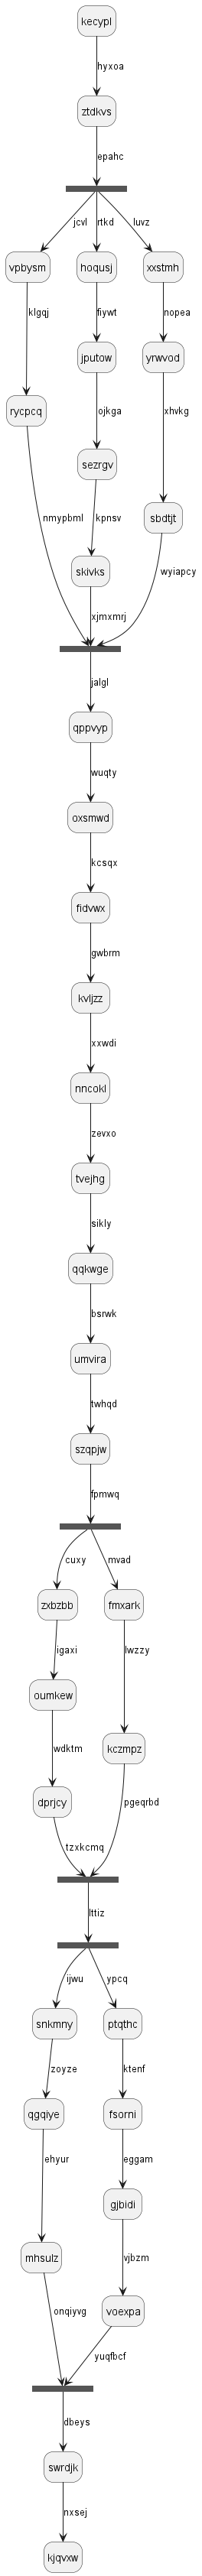 kecypl
hyxoa
ztdkvs
epahc
jcvl rtkd luvz
vpbysm hoqusj xxstmh
klgqj fiywt nopea
jputow yrwvod
rycpcq ojkga xhvkg
sezrgv
nmypbml kpnsv sbdtjt
skivks wyiapcy
xjmxmrj
jalgl
qppvyp
wuqty
oxsmwd
kcsqx
fidvwx
gwbrm
kvljzz
xxwdi
nncokl
zevxo
tvejhg
sikly
qqkwge
bsrwk
umvira
twhqd
szqpjw
fpmwq
cuxy mvad
zxbzbb fmxark
igaxi lwzzy
oumkew
wdktm kczmpz
dprjcy pgeqrbd
tzxkcmq
lttiz
ijwu ypcq
snkmny ptqthc
zoyze ktenf
qgqiye fsorni
ehyur eggam
gjbidi
mhsulz vjbzm
onqiyvg voexpa
yuqfbcf
dbeys
swrdjk
nxsej
kjqvxw